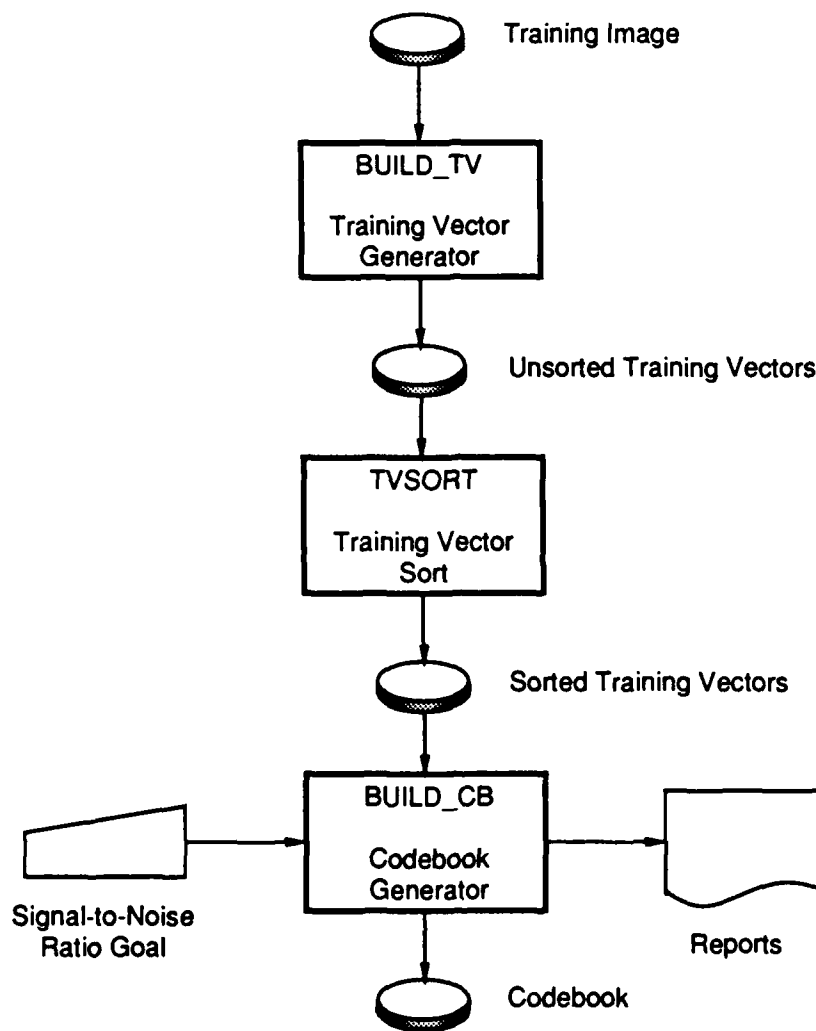 Training Image
BUILD_TV
Training Vector
Generator
Unsorted Training Vectors
TVSORT
Training Vector
Sort
Sorted Training Vectors
BUILD_CB
Codebook
Generator
Signal-to-Noise
Ratio Goal
Reports
Codebook